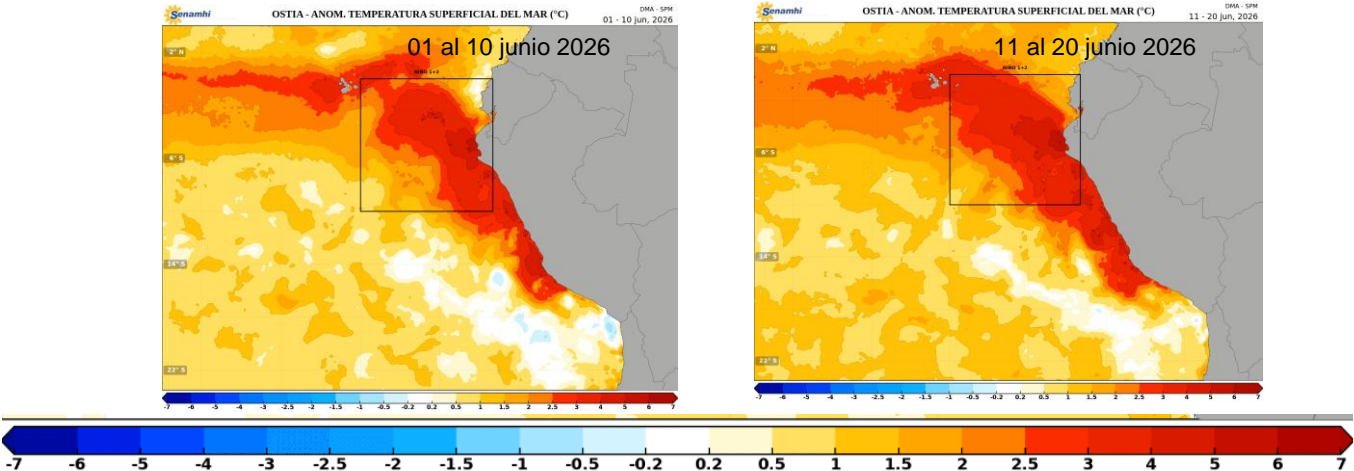 Senamhi
OSTIA - ANOM. TEMPERATURA SUPERFICIAL DEL MAR (°C)
DMA - SPM
01 - 10 jun, 2026
01 al 10 junio 2026
2° N
NIÑO 1+2
6° S
14° S
22° S
-7 -6 -5 -4 -3 -2.5 -2 -1.5 -1 -0.5 -0.2 0.2 0.5 1 1.5 2 2.5 3 4 5 6 7
Senamhi
OSTIA - ANOM. TEMPERATURA SUPERFICIAL DEL MAR (°C)
DMA - SPM
11 - 20 jun, 2026
11 al 20 junio 2026
2° N
NIÑO 1+2
6° S
14° S
22° S
-7 -6 -5 -4 -3 -2.5 -2 -1.5 -1 -0.5 -0.2 0.2 0.5 1 1.5 2 2.5 3 4 5 6 7
-7 -6 -5 -4 -3 -2.5 -2 -1.5 -1 -0.5 -0.2 0.2 0.5 1 1.5 2 2.5 3 4 5 6 7